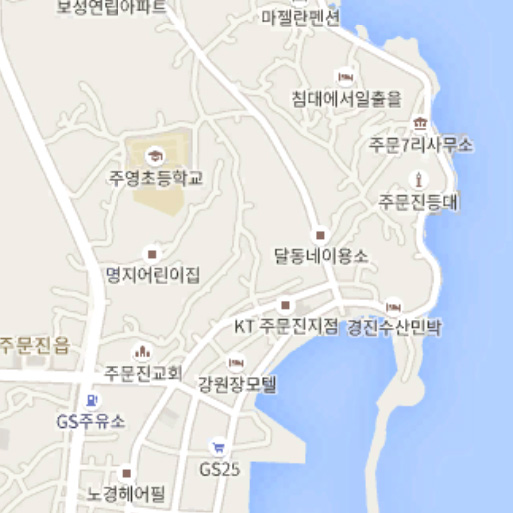 보성연립아파트
마젤란펜션
침대에서일출을
주문7리사무소
주영초등학교
주문진등대
달동네이용소
명지어린이집
KT 주문진지점
경진수산민박
주문진읍
주문진교회
강원장모텔
GS주유소
GS25
노경헤어필